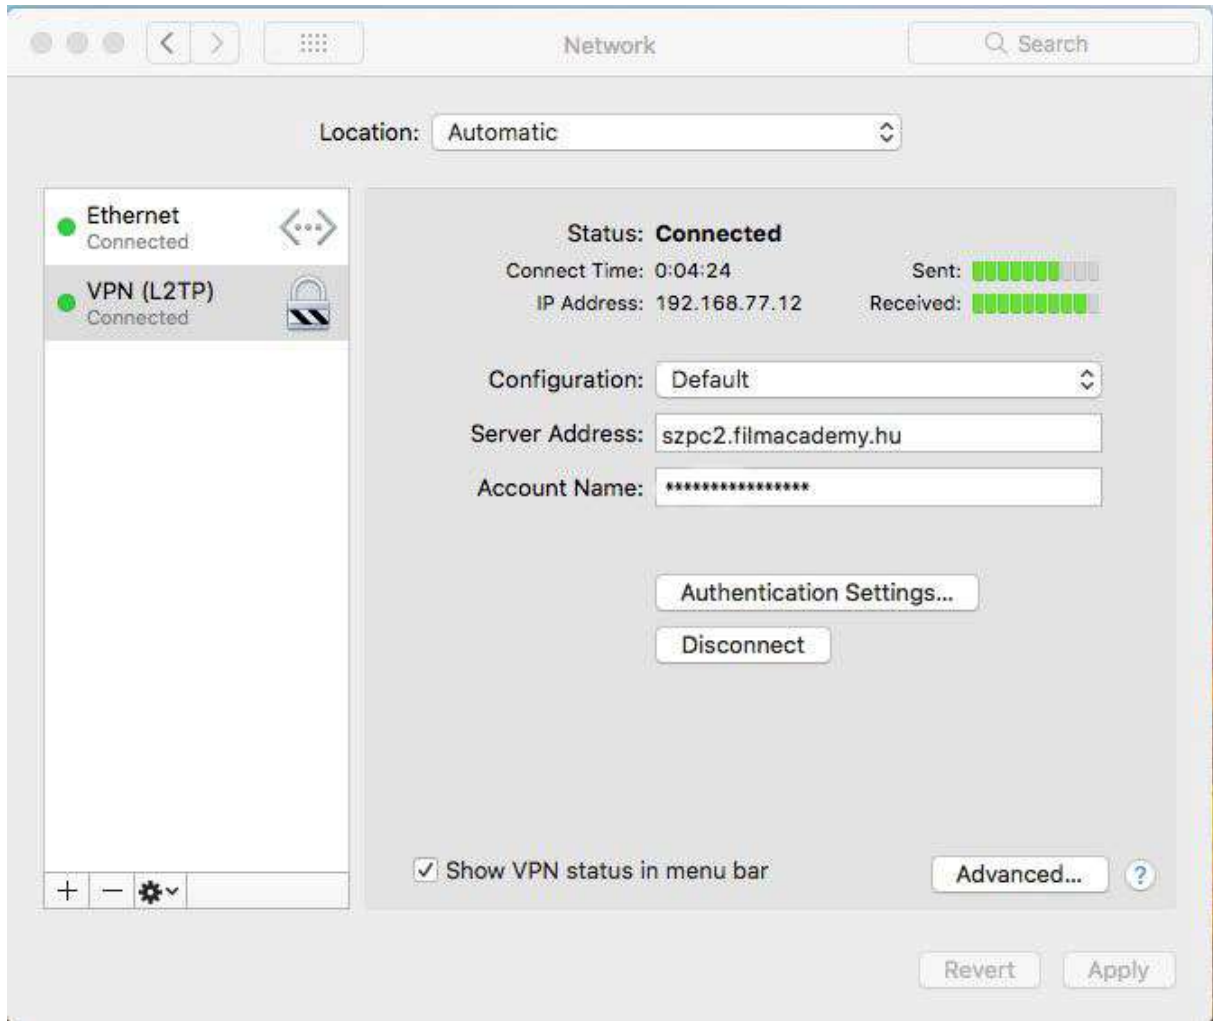 Network
Search
Location: Automatic
Ethernet
Connected
VPN (L2TP)
Connected
Status: Connected
Connect Time: 0:04:24 Sent:
IP Address: 192.168.77.12 Received:
Configuration: Default
Server Address: szpc2.filmacademy.hu
Account Name: ****************
Authentication Settings...
Disconnect
Show VPN status in menu bar
Advanced... ?
Revert Apply